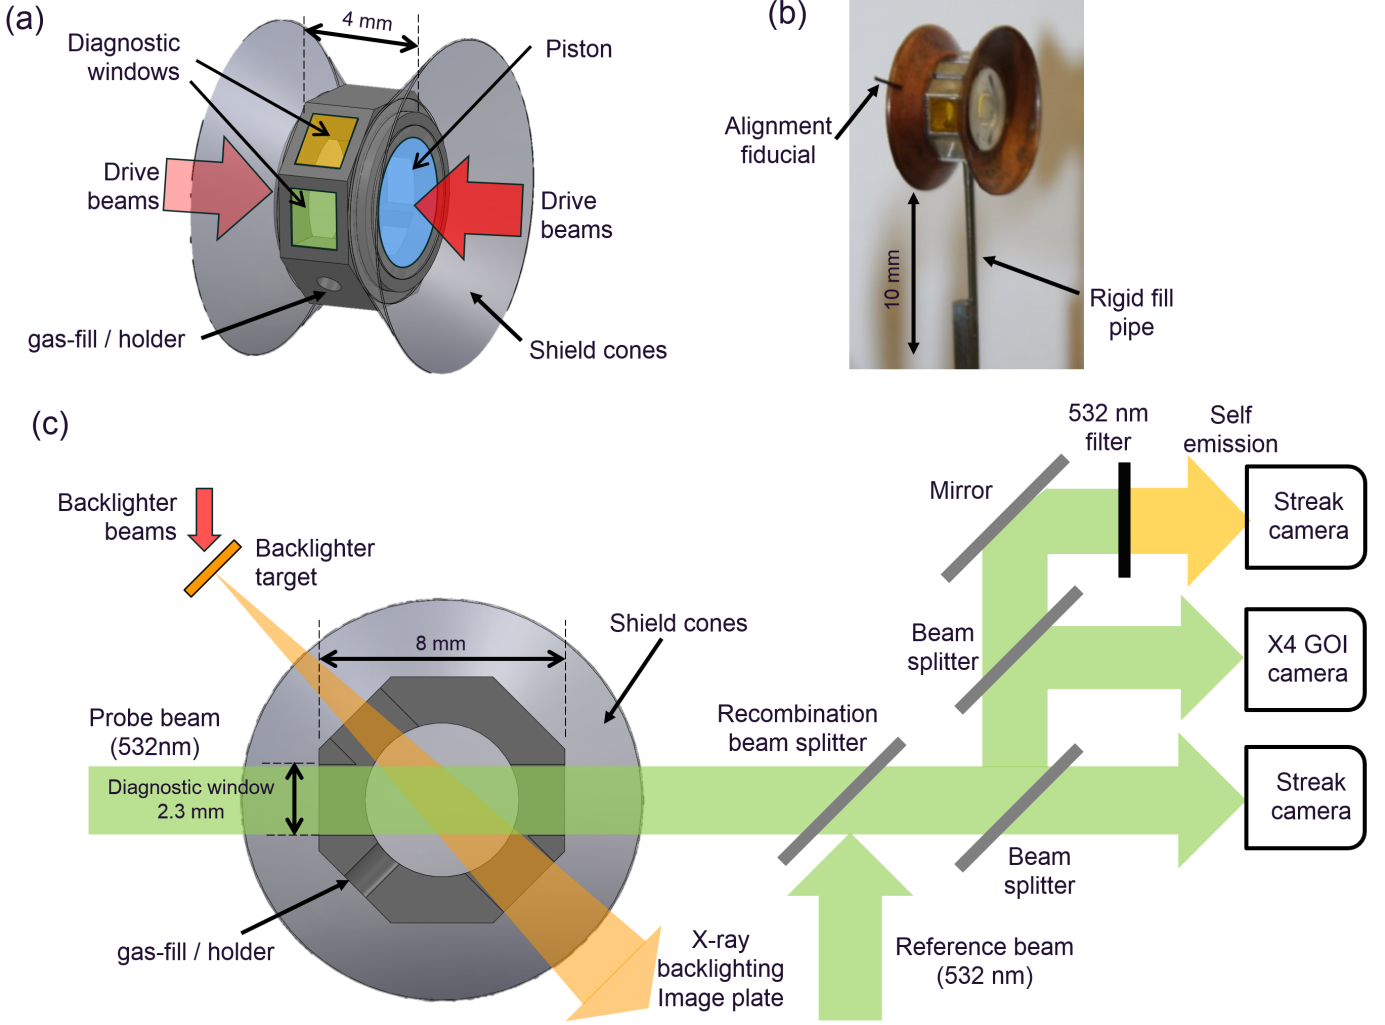 (a)
4 mm
Diagnostic
windows
Piston
Drive
beams
Drive
beams
gas-fill / holder
Shield cones
(b)
Alignment
fiducial
10 mm
Rigid fill
pipe
(c)
532 nm
filter
Self
emission
Mirror
Streak
camera
Backlighter
beams
Backlighter
target
Shield cones
8 mm
Beam
splitter
X4 GOI
camera
Probe beam
(532nm)
Recombination
beam splitter
Diagnostic window
2.3 mm
Streak
camera
Beam
splitter
gas-fill / holder
X-ray
backlighting
Image plate
Reference beam
(532 nm)